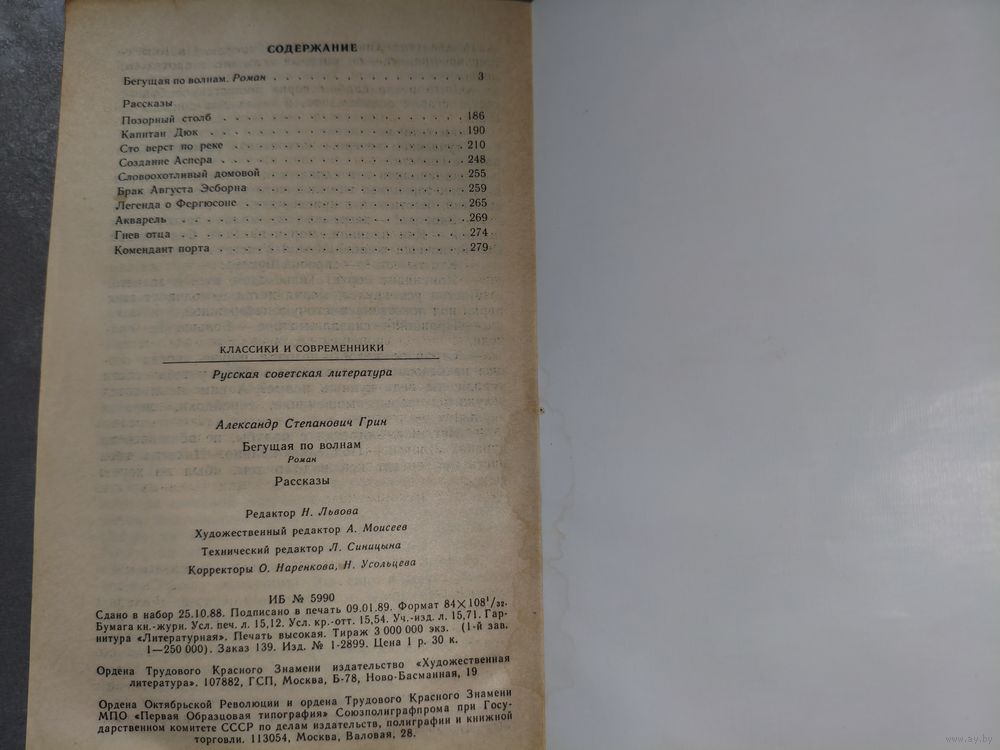 СОДЕРЖАНИЕ
Бегущая по волнам. Роман . . . . . . . . . . . . . . . 3
Рассказы
Позорный столб . . . . . . . . . . . . . . . . . . . 186
Капитан Дюк . . . . . . . . . . . . . . . . . . . . 190
Сто верст по реке . . . . . . . . . . . . . . . . . . 210
Создание Аспера . . . . . . . . . . . . . . . . . . . 248
Словоохотливый домовой . . . . . . . . . . . . . . . 255
Брак Августа Эсборна . . . . . . . . . . . . . . . . 259
Легенда о Фергюсоне . . . . . . . . . . . . . . . . . 265
Акварель . . . . . . . . . . . . . . . . . . . . . . 269
Гнев отца . . . . . . . . . . . . . . . . . . . . . . 274
Комендант порта . . . . . . . . . . . . . . . . . . . 279
КЛАССИКИ И СОВРЕМЕННИКИ
Русская советская литература
Александр Степанович Грин
Бегущая по волнам
Роман
Рассказы
Редактор Н. Львова
Художественный редактор А. Моисеев
Технический редактор Л. Синицына
Корректоры О. Наренкова, Н. Усольцева
ИБ № 5990
Сдано в набор 25.10.88. Подписано в печать 09.01.89. Формат 84×108¹/₃₂.
Бумага кн.-журн. Усл. печ. л. 15,12. Усл. кр.-отт. 15,54. Уч.-изд. л. 15,71. Гар-
нитура «Литературная». Печать высокая. Тираж 3 000 000 экз. (1-й зав.
1—250 000). Заказ 139. Изд. № 1-2899. Цена 1 р. 30 к.
Ордена Трудового Красного Знамени издательство «Художественная
литература». 107882, ГСП, Москва, Б-78, Ново-Басманная, 19
Ордена Октябрьской Революции и ордена Трудового Красного Знамени
МПО «Первая Образцовая типография» Союзполиграфпрома при Госу-
дарственном комитете СССР по делам издательств, полиграфии и книжной
торговли. 113054, Москва, Валовая, 28.
www.ay.by